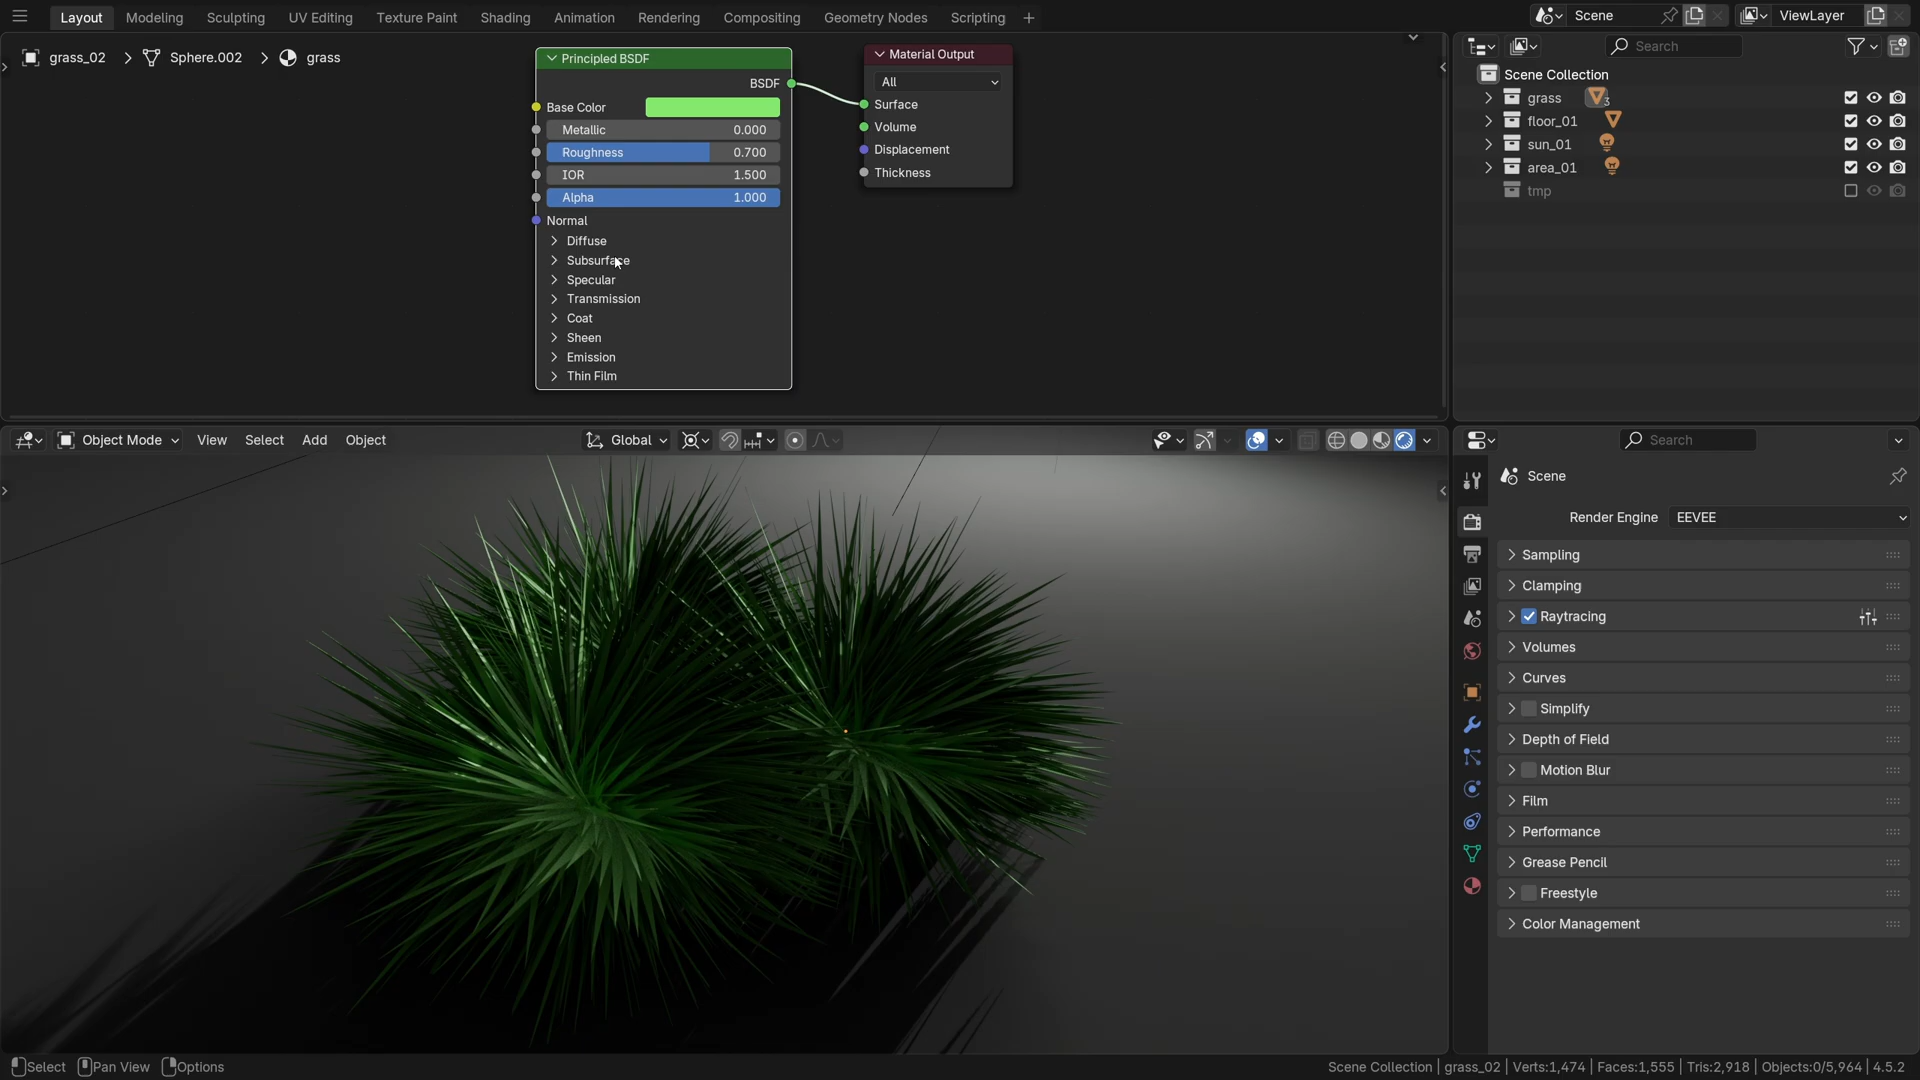 Layout Modeling Sculpting UV Editing Texture Paint Shading Animation Rendering Compositing Geometry Nodes Scripting + Scene ViewLayer
grass_02 > Sphere.002 > grass
Principled BSDF
BSDF
Base Color
Metallic 0.000
Roughness 0.700
IOR 1.500
Alpha 1.000
Normal
Diffuse
Subsurface
Specular
Transmission
Coat
Sheen
Emission
Thin Film
Material Output
All
Surface
Volume
Displacement
Thickness
Search
Scene Collection
grass 3
floor_01
sun_01
area_01
tmp
Object Mode View Select Add Object Global
Search
Scene
Render Engine EEVEE
Sampling
Clamping
Raytracing
Volumes
Curves
Simplify
Depth of Field
Motion Blur
Film
Performance
Grease Pencil
Freestyle
Color Management
Select Pan View Options Scene Collection | grass_02 | Verts:1,474 | Faces:1,555 | Tris:2,918 | Objects:0/5,964 | 4.5.2